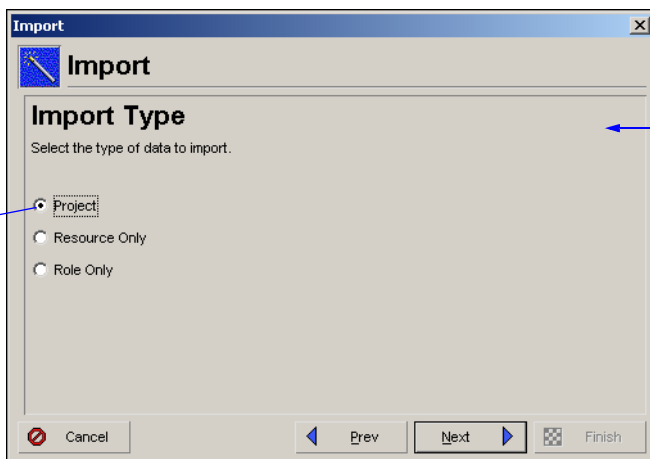 Import
Import
Import Type
Select the type of data to import.
Project
Resource Only
Role Only
Cancel
Prev
Next
Finish